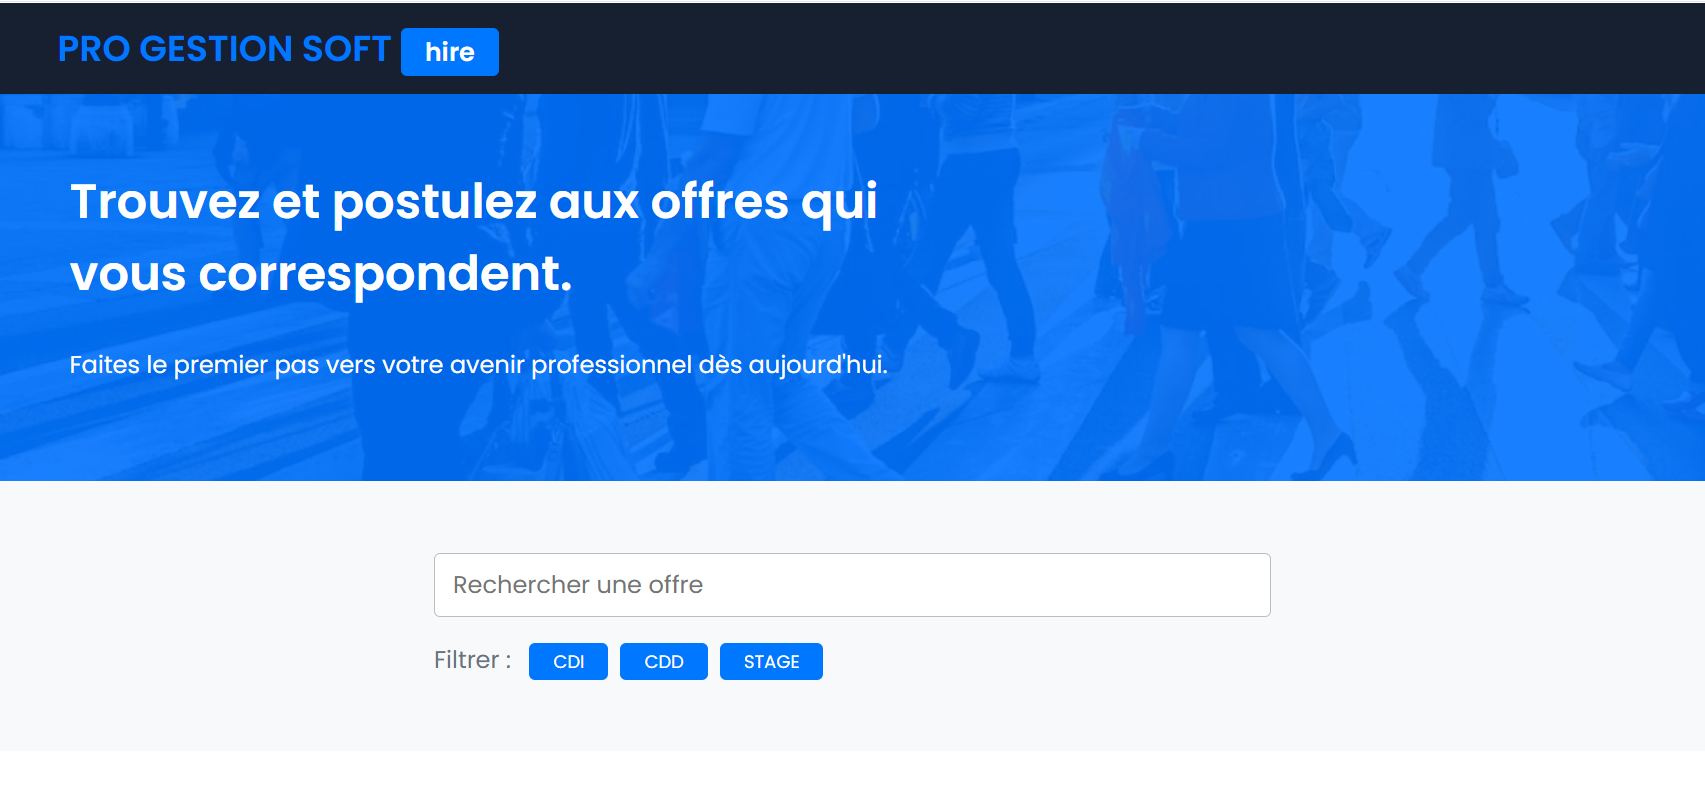 PRO GESTION SOFT hire
Trouvez et postulez aux offres qui
vous correspondent.
Faites le premier pas vers votre avenir professionnel dès aujourd'hui.
Rechercher une offre
Filtrer : CDI CDD STAGE